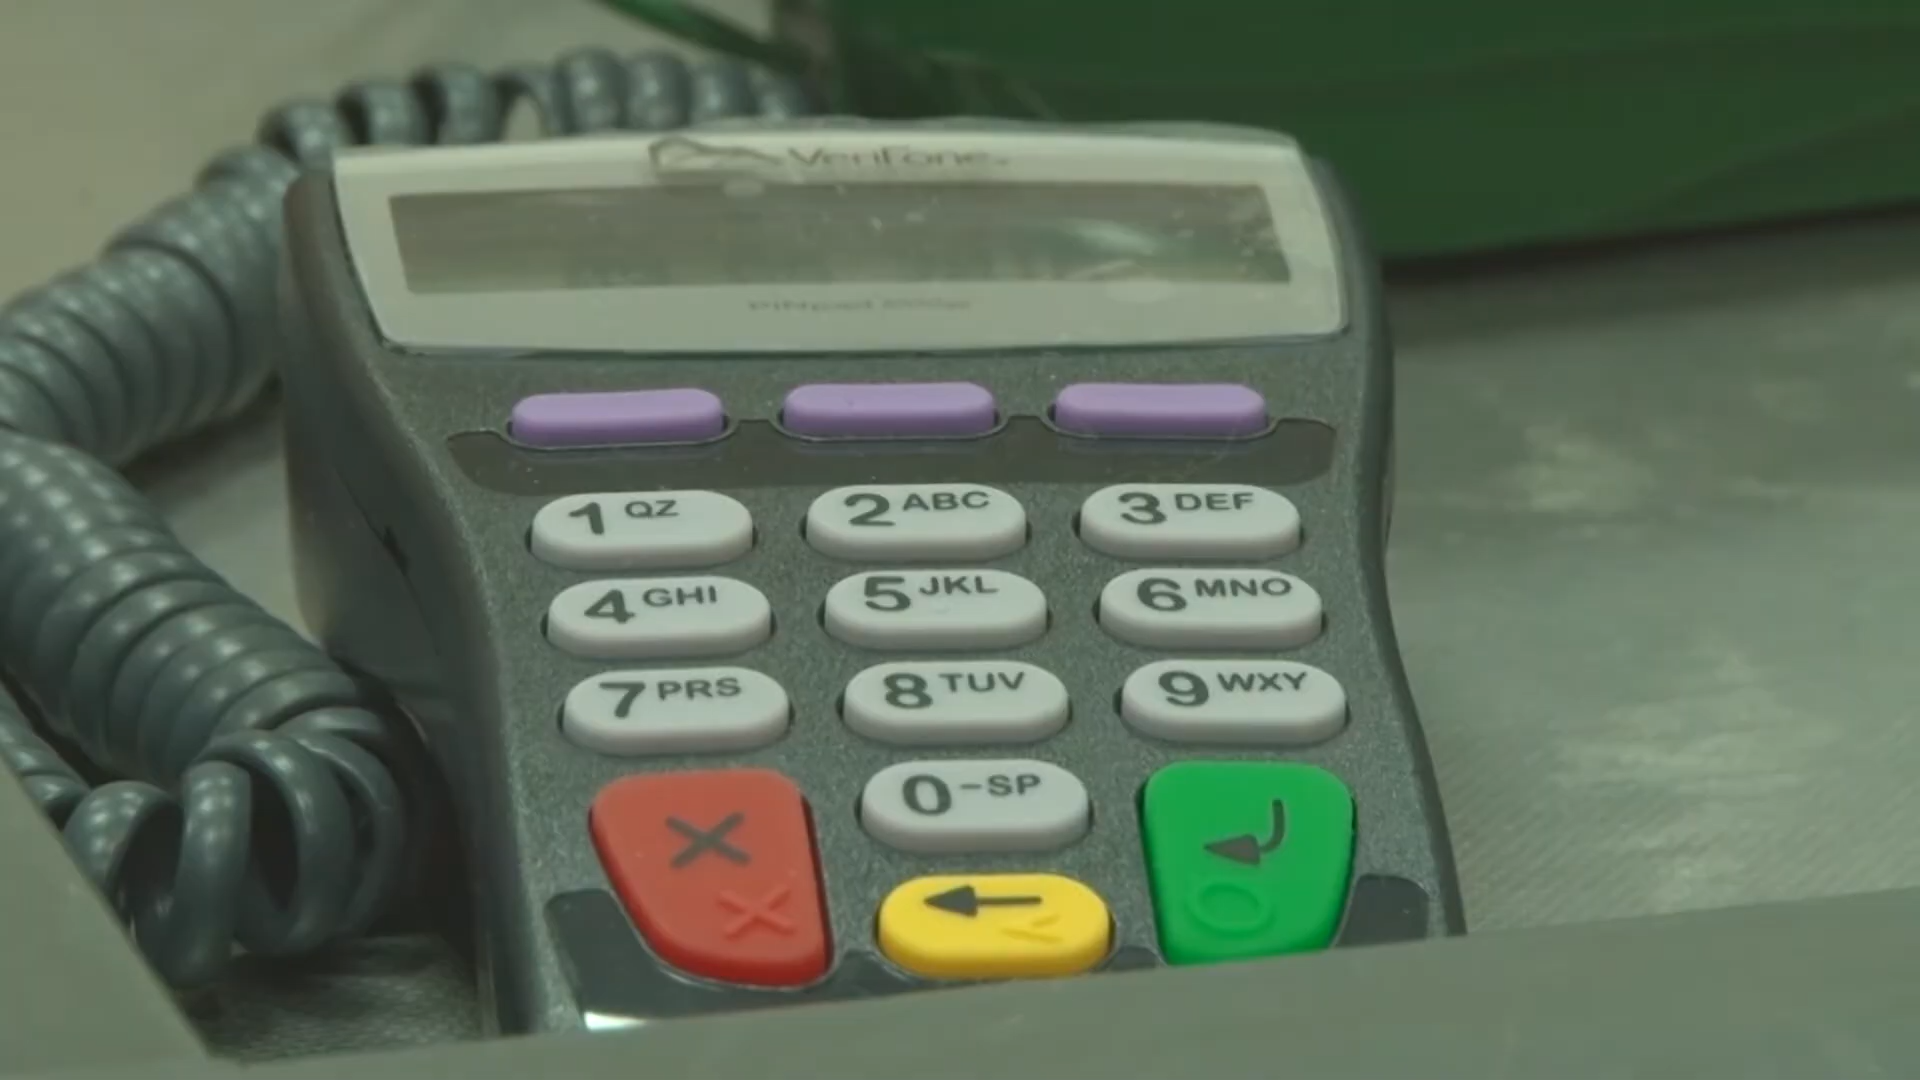 VeriFone
1 QZ
2 ABC
3 DEF
4 GHI
5 JKL
6 MNO
7 PRS
8 TUV
9 WXY
0 -SP